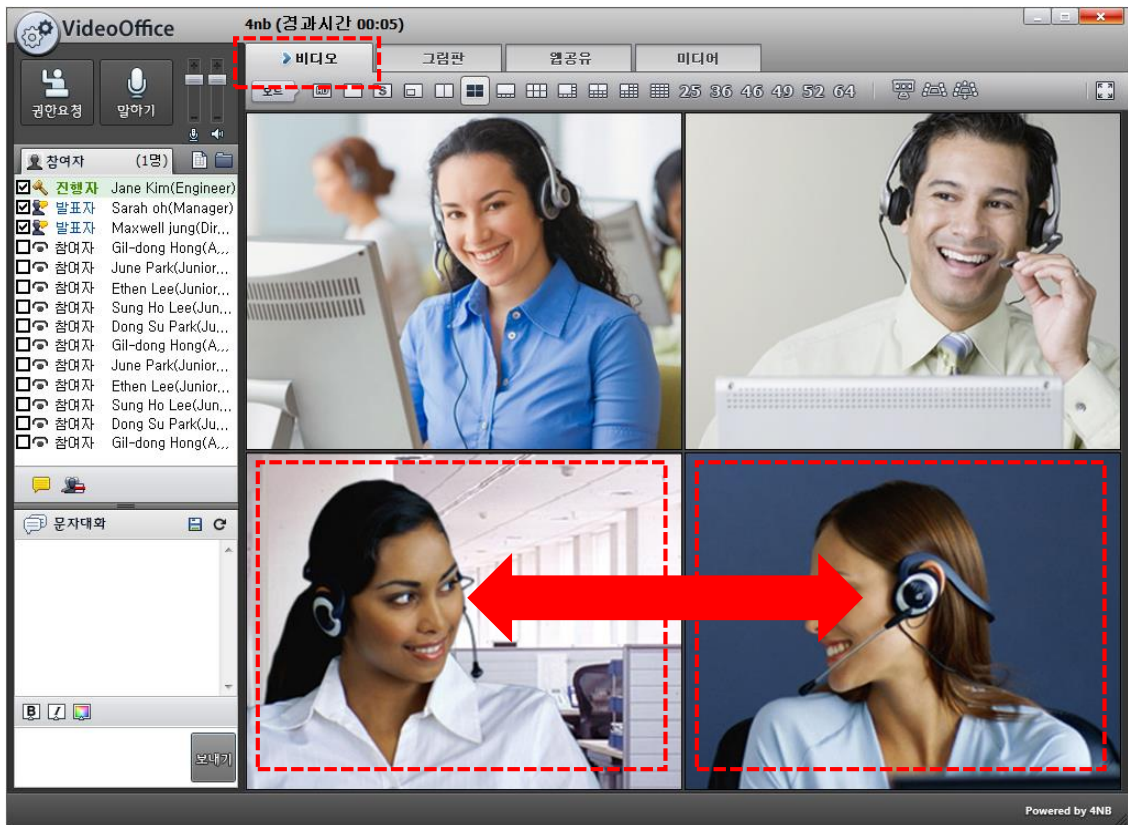 VideoOffice
4nb (경과시간 00:05)
비디오 그림판 웹공유 미디어
모드 HD S 25 36 46 49 52 64
권한요청 말하기
참여자 (1명)
진행자 Jane Kim(Engineer)
발표자 Sarah oh(Manager)
발표자 Maxwell jung(Dir...
참여자 Gil-dong Hong(A...
참여자 June Park(Junior...
참여자 Ethen Lee(Junior...
참여자 Sung Ho Lee(Jun...
참여자 Dong Su Park(Ju...
참여자 Gil-dong Hong(A...
참여자 June Park(Junior...
참여자 Ethen Lee(Junior...
참여자 Sung Ho Lee(Jun...
참여자 Dong Su Park(Ju...
참여자 Gil-dong Hong(A...
문자대화
B I
보내기
Powered by 4NB